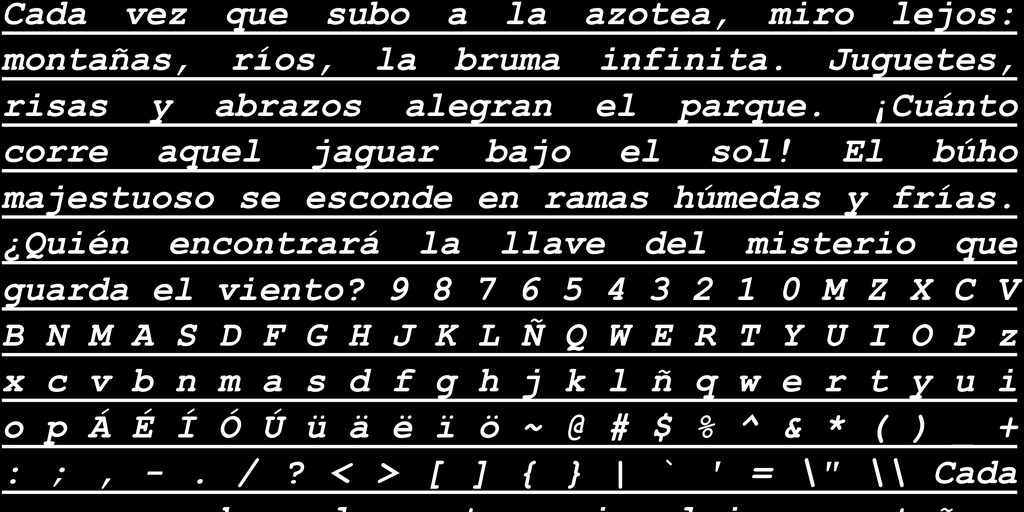 Cada vez que subo a la azotea, miro lejos:
montañas, ríos, la bruma infinita. Juguetes,
risas y abrazos alegran el parque. ¡Cuánto
corre aquel jaguar bajo el sol! El búho
majestuoso se esconde en ramas húmedas y frías.
¿Quién encontrará la llave del misterio que
guarda el viento? 9 8 7 6 5 4 3 2 1 0 M Z X C V
B N M A S D F G H J K L Ñ Q W E R T Y U I O P z
x c v b n m a s d f g h j k l ñ q w e r t y u i
o p Á É Í Ó Ú ü ä ë ï ö ~ @ # $ % ^ & * ( ) _ +
: ; , - . / ? < > [ ] { } | ` ' = \" \\ Cada